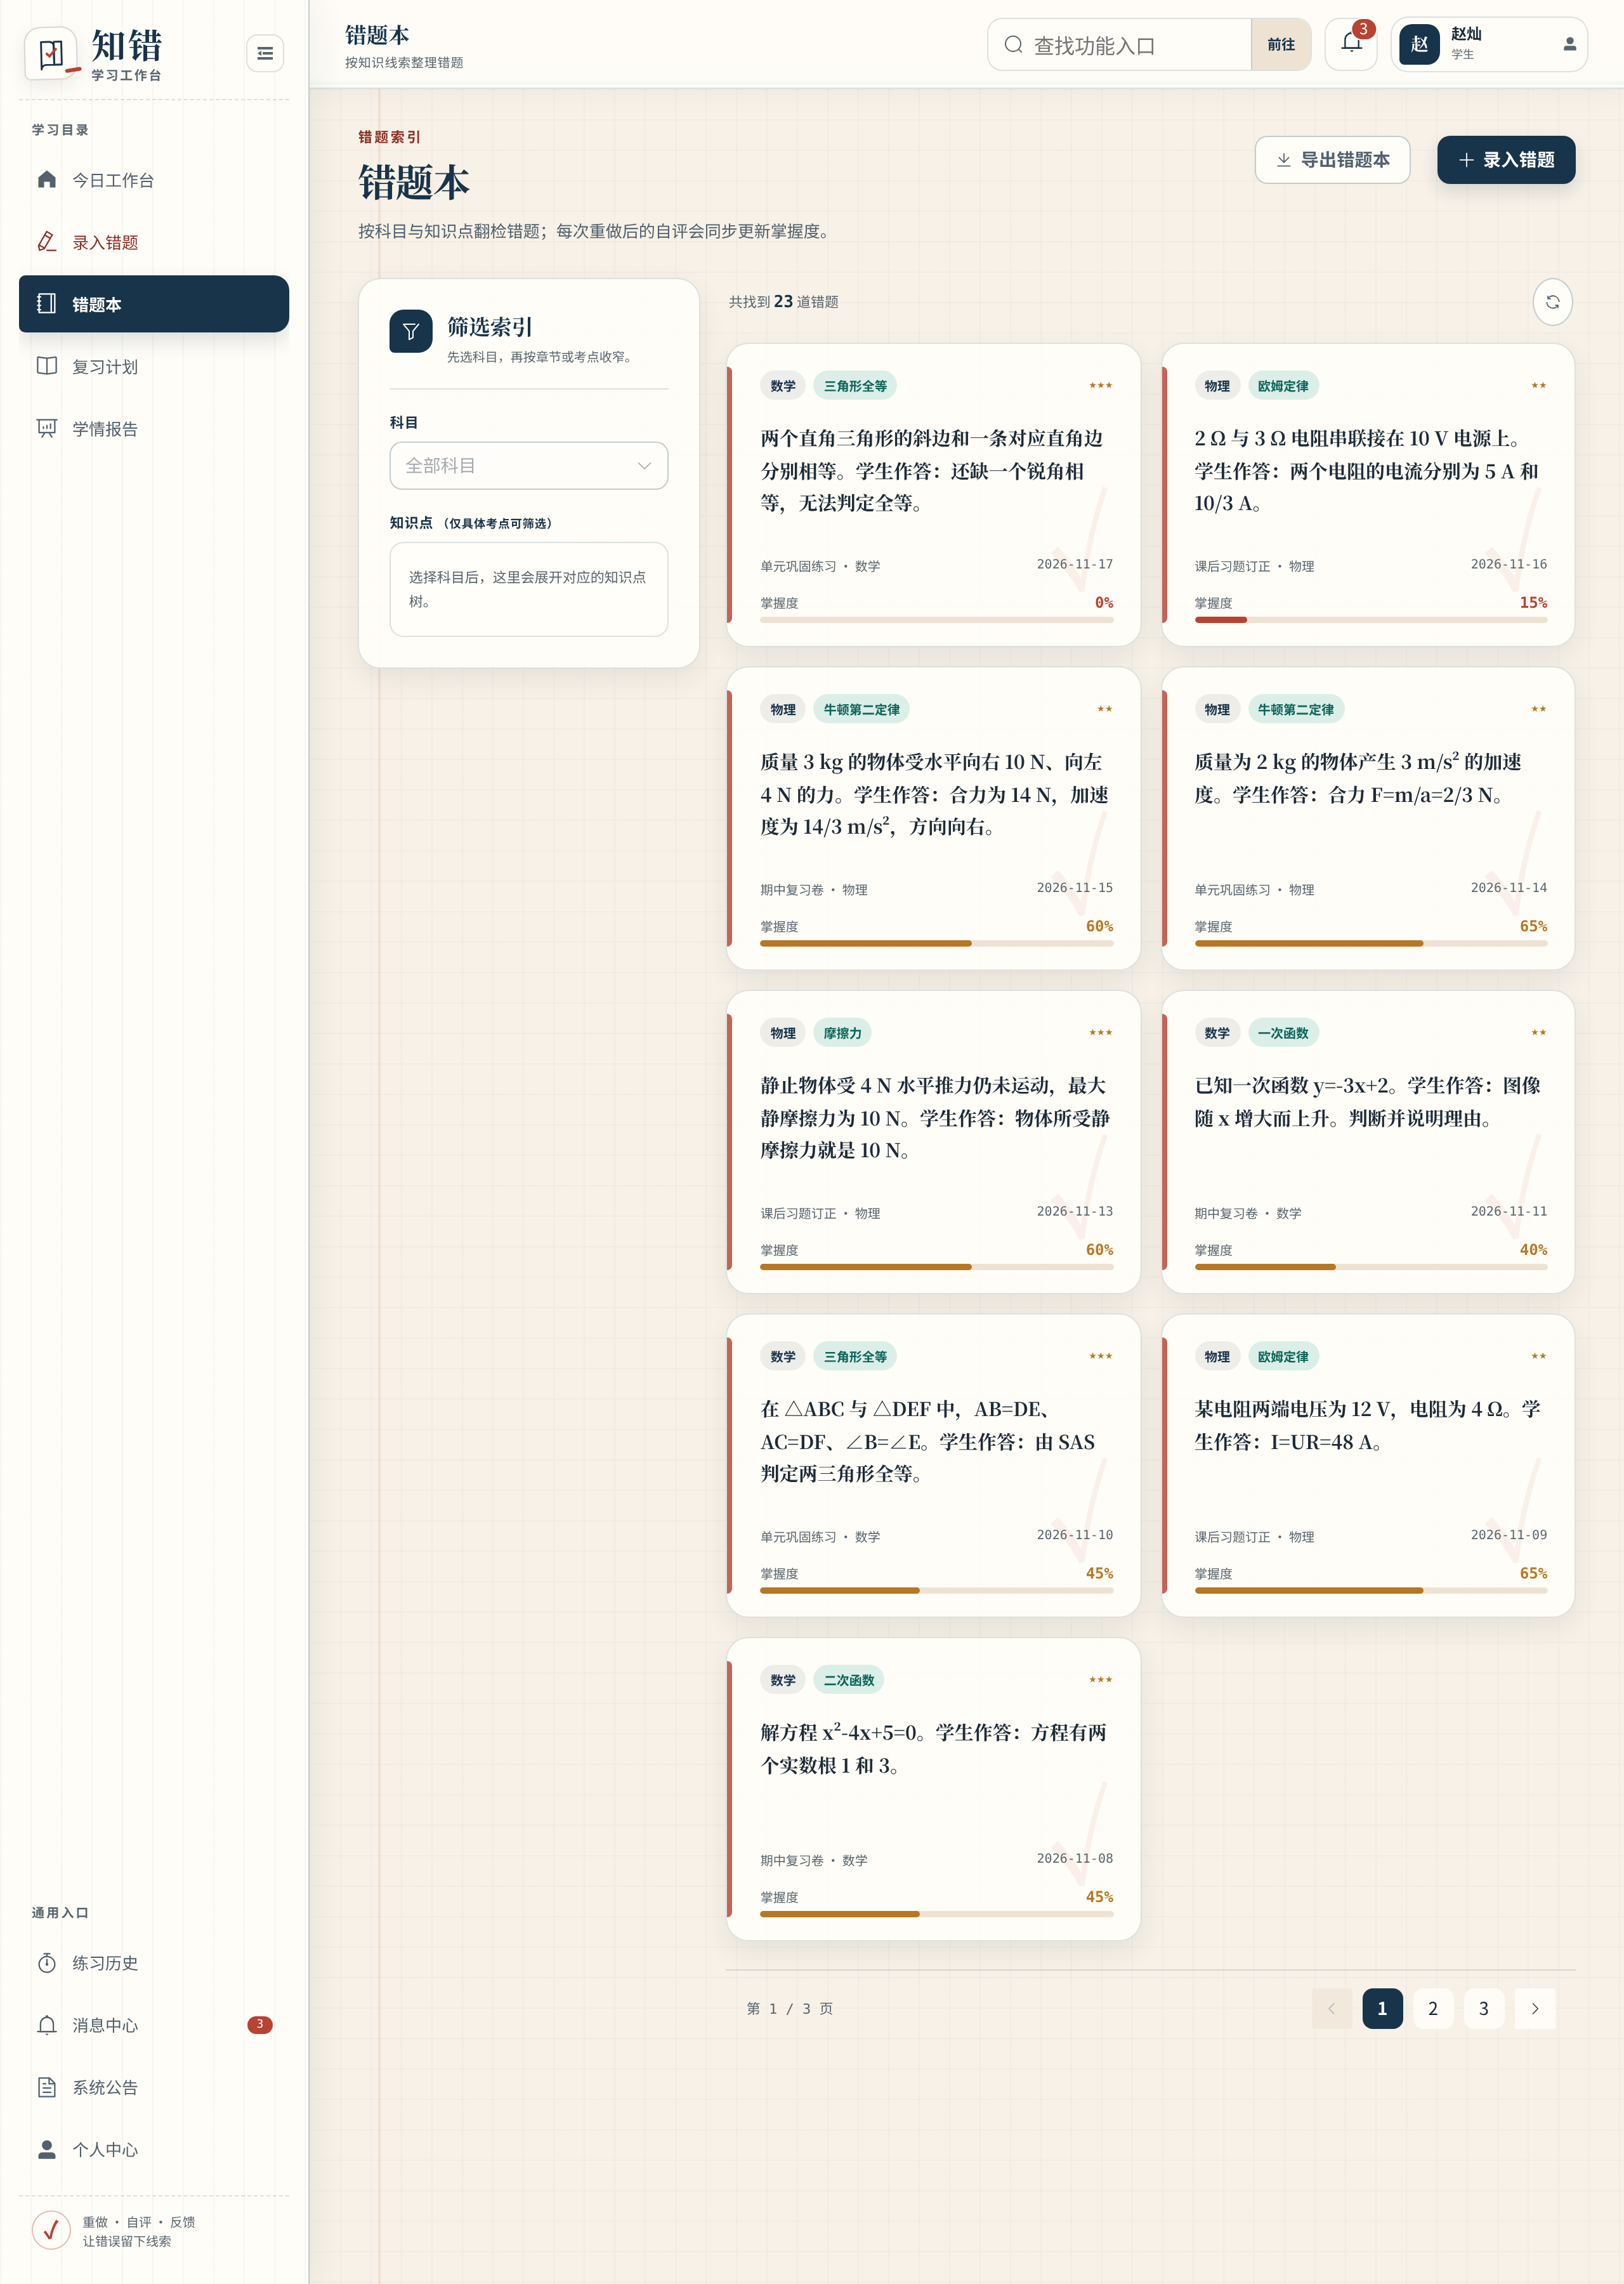 知错
学习工作台
学习目录
今日工作台
录入错题
错题本
复习计划
学情报告
通用入口
练习历史
消息中心 3
系统公告
个人中心
重做 · 自评 · 反馈
让错误留下线索
错题本
按知识线索整理错题
查找功能入口
前往
3
赵
赵灿
学生
错题索引
错题本
按科目与知识点翻检错题；每次重做后的自评会同步更新掌握度。
导出错题本
录入错题
筛选索引
先选科目，再按章节或考点收窄。
科目
全部科目
知识点（仅具体考点可筛选）
选择科目后，这里会展开对应的知识点
树。
共找到 23 道错题
数学 三角形全等 ★★★
两个直角三角形的斜边和一条对应直角边
分别相等。学生作答：还缺一个锐角相
等，无法判定全等。
单元巩固练习 · 数学 2026-11-17
掌握度 0%
物理 欧姆定律 ★★
2 Ω 与 3 Ω 电阻串联接在 10 V 电源上。
学生作答：两个电阻的电流分别为 5 A 和
10/3 A。
课后习题订正 · 物理 2026-11-16
掌握度 15%
物理 牛顿第二定律 ★★
质量 3 kg 的物体受水平向右 10 N、向左
4 N 的力。学生作答：合力为 14 N，加速
度为 14/3 m/s²，方向向右。
期中复习卷 · 物理 2026-11-15
掌握度 60%
物理 牛顿第二定律 ★★
质量为 2 kg 的物体产生 3 m/s² 的加速
度。学生作答：合力 F=m/a=2/3 N。
单元巩固练习 · 物理 2026-11-14
掌握度 65%
物理 摩擦力 ★★★
静止物体受 4 N 水平推力仍未运动，最大
静摩擦力为 10 N。学生作答：物体所受静
摩擦力就是 10 N。
课后习题订正 · 物理 2026-11-13
掌握度 60%
数学 一次函数 ★★
已知一次函数 y=-3x+2。学生作答：图像
随 x 增大而上升。判断并说明理由。
期中复习卷 · 数学 2026-11-11
掌握度 40%
数学 三角形全等 ★★★
在 △ABC 与 △DEF 中，AB=DE、
AC=DF、∠B=∠E。学生作答：由 SAS
判定两三角形全等。
单元巩固练习 · 数学 2026-11-10
掌握度 45%
物理 欧姆定律 ★★
某电阻两端电压为 12 V，电阻为 4 Ω。学
生作答：I=UR=48 A。
课后习题订正 · 物理 2026-11-09
掌握度 65%
数学 二次函数 ★★★
解方程 x²-4x+5=0。学生作答：方程有两
个实数根 1 和 3。
期中复习卷 · 数学 2026-11-08
掌握度 45%
第 1 / 3 页
1 2 3